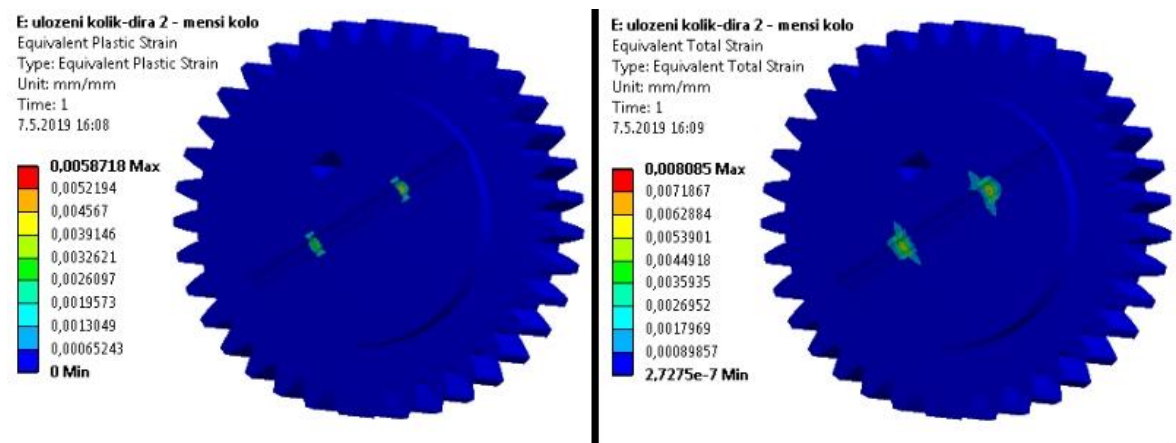 E: ulozeni kolik-dira 2 - mensi kolo
Equivalent Plastic Strain
Type: Equivalent Plastic Strain
Unit: mm/mm
Time: 1
7.5.2019 16:08
0,0058718 Max
0,0052194
0,004567
0,0039146
0,0032621
0,0026097
0,0019573
0,0013049
0,00065243
0 Min
E: ulozeni kolik-dira 2 - mensi kolo
Equivalent Total Strain
Type: Equivalent Total Strain
Unit: mm/mm
Time: 1
7.5.2019 16:09
0,008085 Max
0,0071867
0,0062884
0,0053901
0,0044918
0,0035935
0,0026952
0,0017969
0,00089857
2,7275e-7 Min